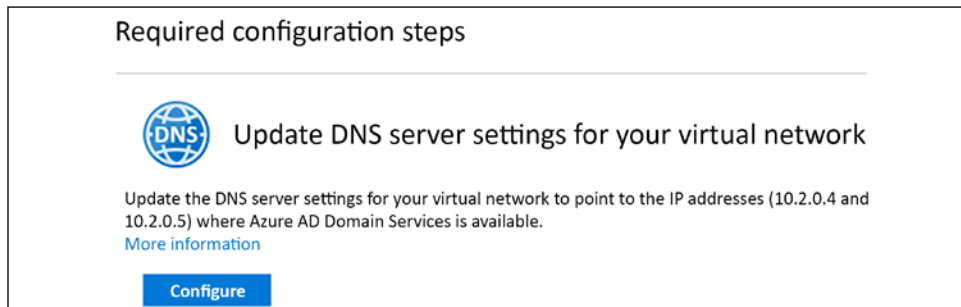 Required configuration steps
DNS
Update DNS server settings for your virtual network
Update the DNS server settings for your virtual network to point to the IP addresses (10.2.0.4 and
10.2.0.5) where Azure AD Domain Services is available.
More information
Configure